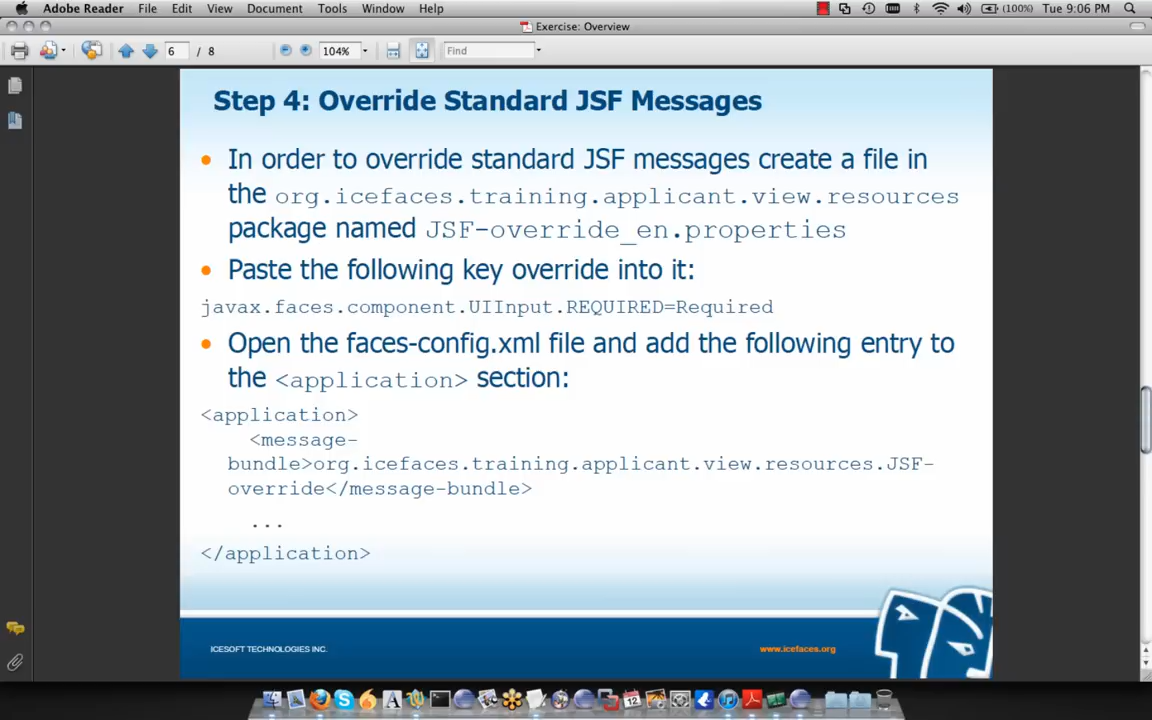 Adobe Reader File Edit View Document Tools Window Help (100%) Tue 9:06 PM
Exercise: Overview
6 / 8 104% Find
Step 4: Override Standard JSF Messages
• In order to override standard JSF messages create a file in
the org.icefaces.training.applicant.view.resources
package named JSF-override_en.properties
• Paste the following key override into it:
javax.faces.component.UIInput.REQUIRED=Required
• Open the faces-config.xml file and add the following entry to
the <application> section:
<application>
<message-
bundle>org.icefaces.training.applicant.view.resources.JSF-
override</message-bundle>
...
</application>
ICESOFT TECHNOLOGIES INC. www.icefaces.org
12